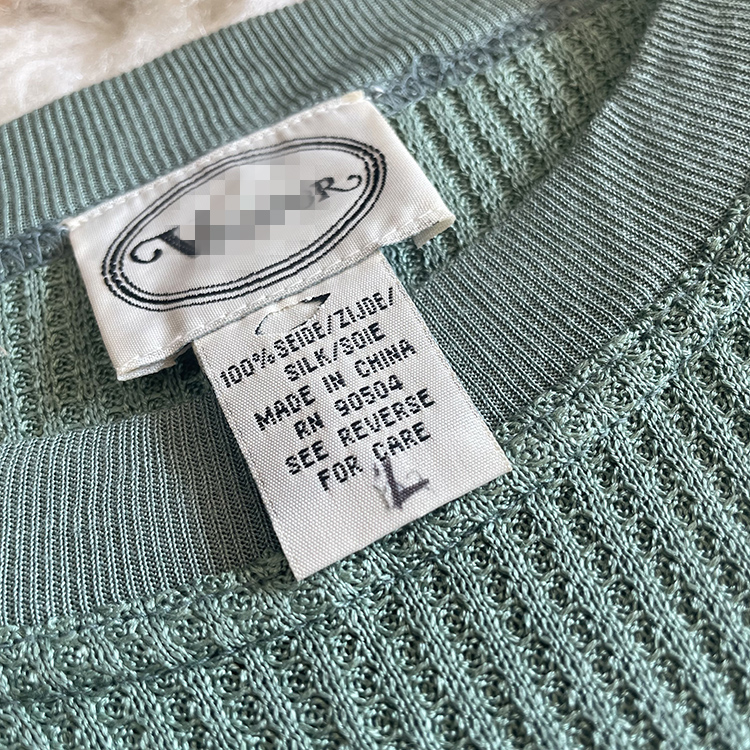 100% SEIDE/ZIJDE/
SILK/SOIE
MADE IN CHINA
RN 90504
SEE REVERSE
FOR CARE
L